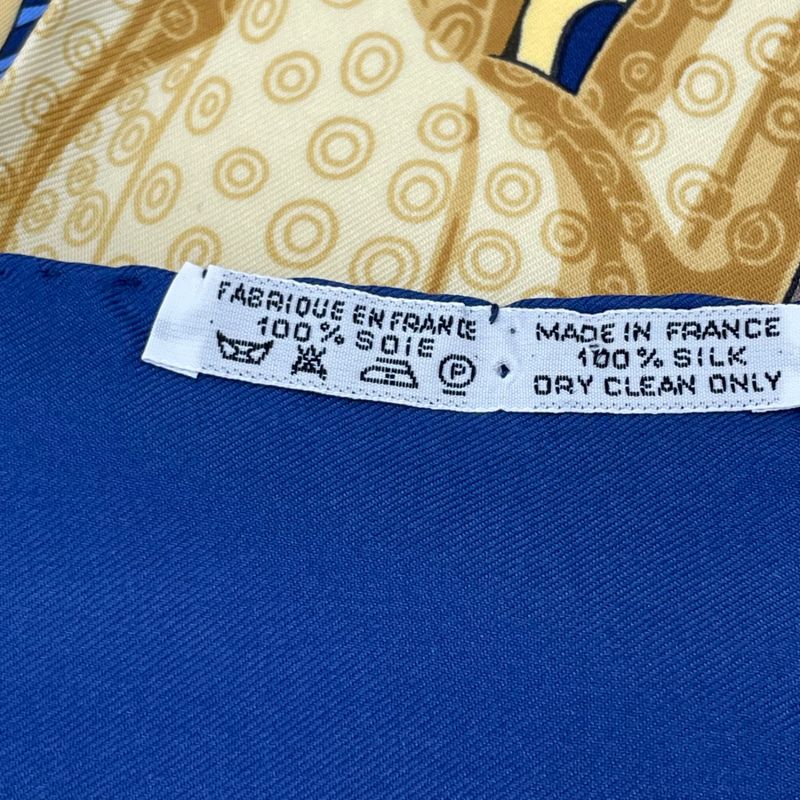 FABRIQUE EN FRANCE
100% SOIE
P
MADE IN FRANCE
100% SILK
DRY CLEAN ONLY